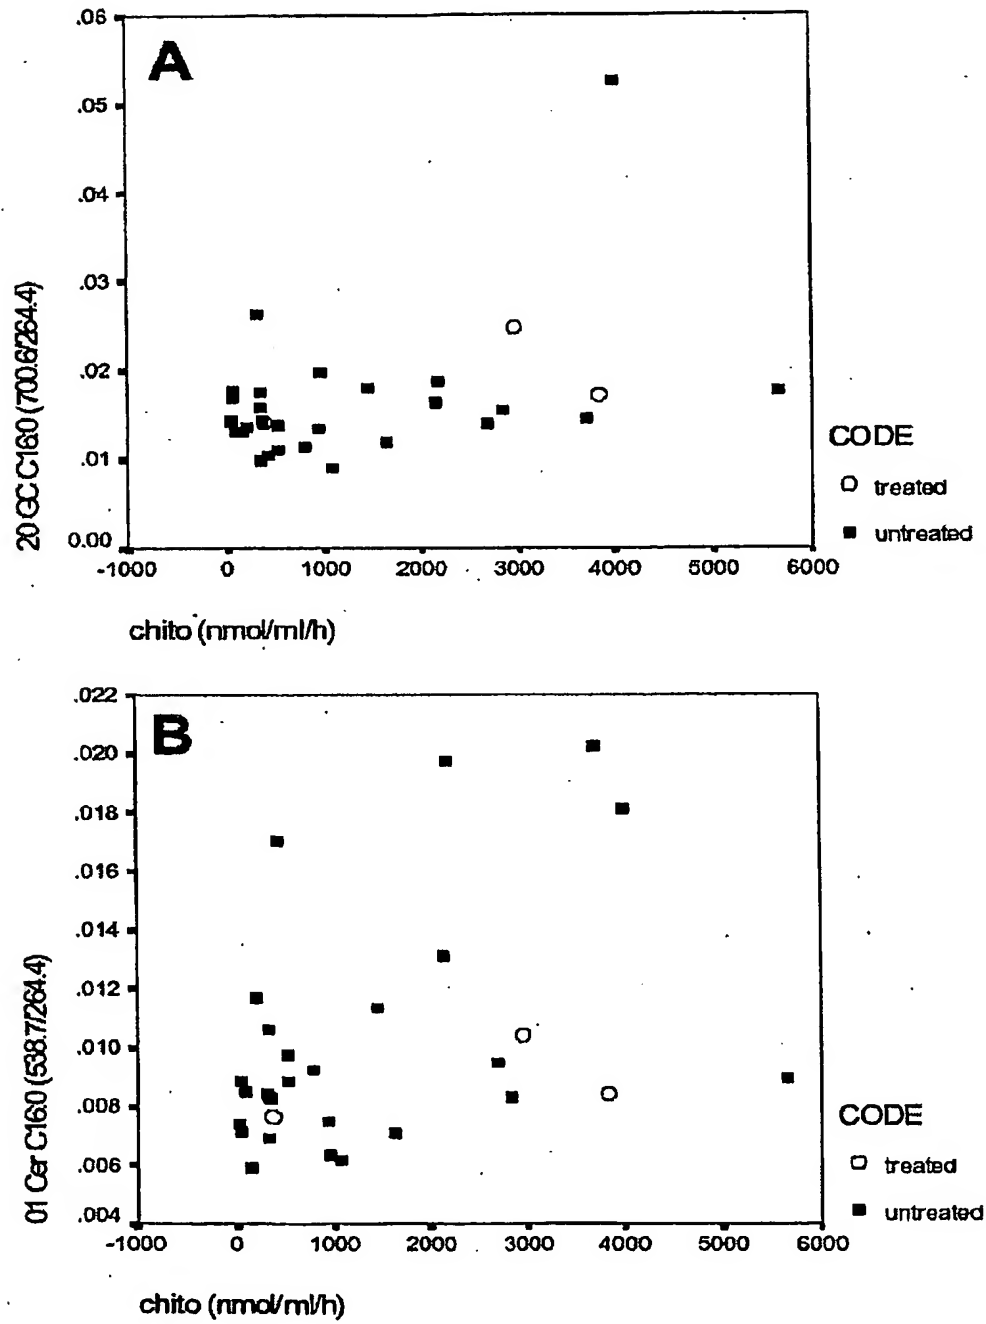 A
.06
.05
.04
.03
.02
.01
0.00
20 GC C16:0 (700.6/264.4)
-1000 0 1000 2000 3000 4000 5000 6000
chito (nmol/ml/h)
CODE
treated
untreated
B
.022
.020
.018
.016
.014
.012
.010
.008
.006
.004
01 Cer C16:0 (538.7/264.4)
-1000 0 1000 2000 3000 4000 5000 6000
chito (nmol/ml/h)
CODE
treated
untreated